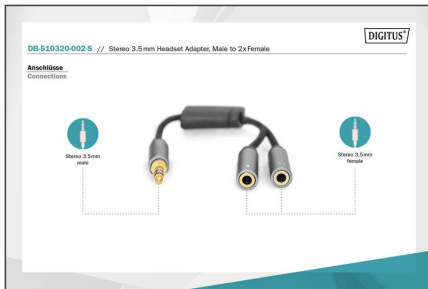 DIGITUS®
DB-510320-002-S // Stereo 3.5 mm Headset Adapter, Male to 2 x Female
Anschlüsse
Connections
Stereo 3.5 mm
male
Stereo 3.5 mm
female